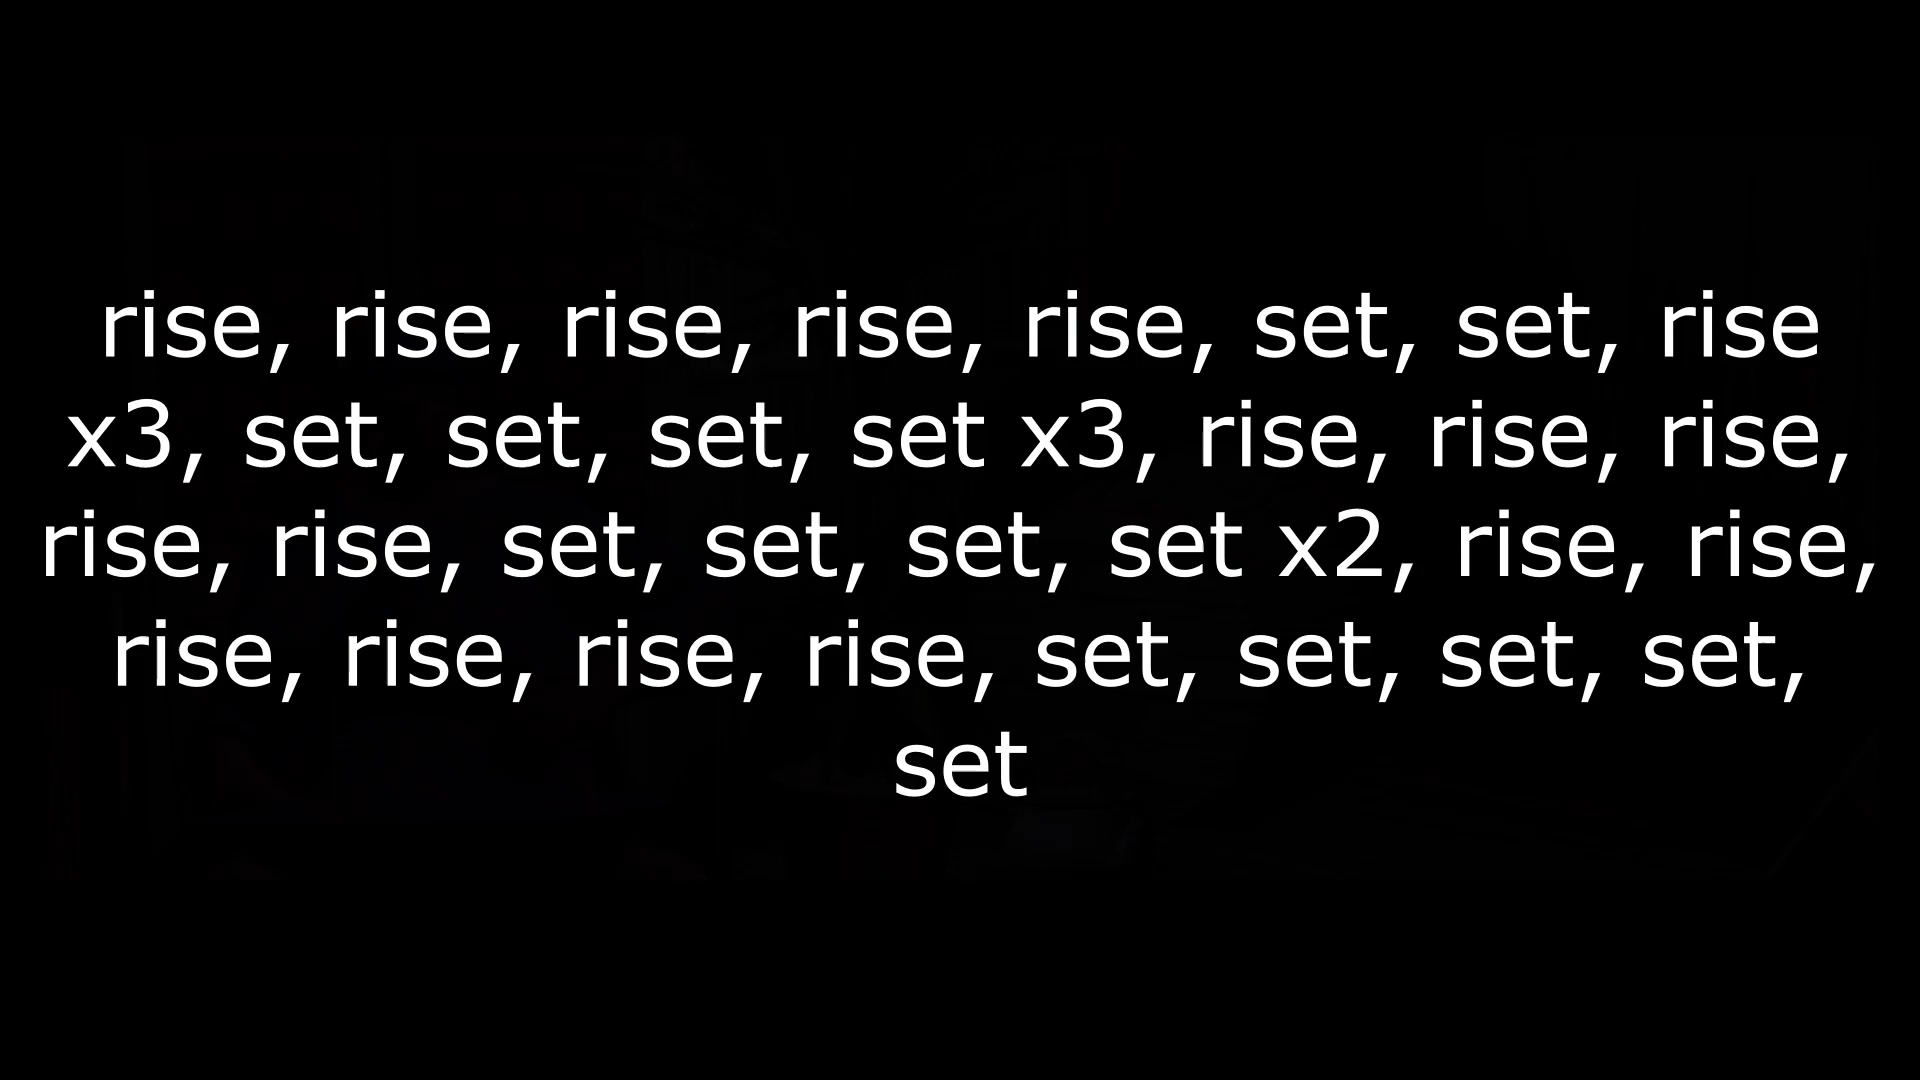 rise, rise, rise, rise, rise, set, set, rise
x3, set, set, set, set x3, rise, rise, rise,
rise, rise, set, set, set, set x2, rise, rise,
rise, rise, rise, rise, set, set, set, set,
set